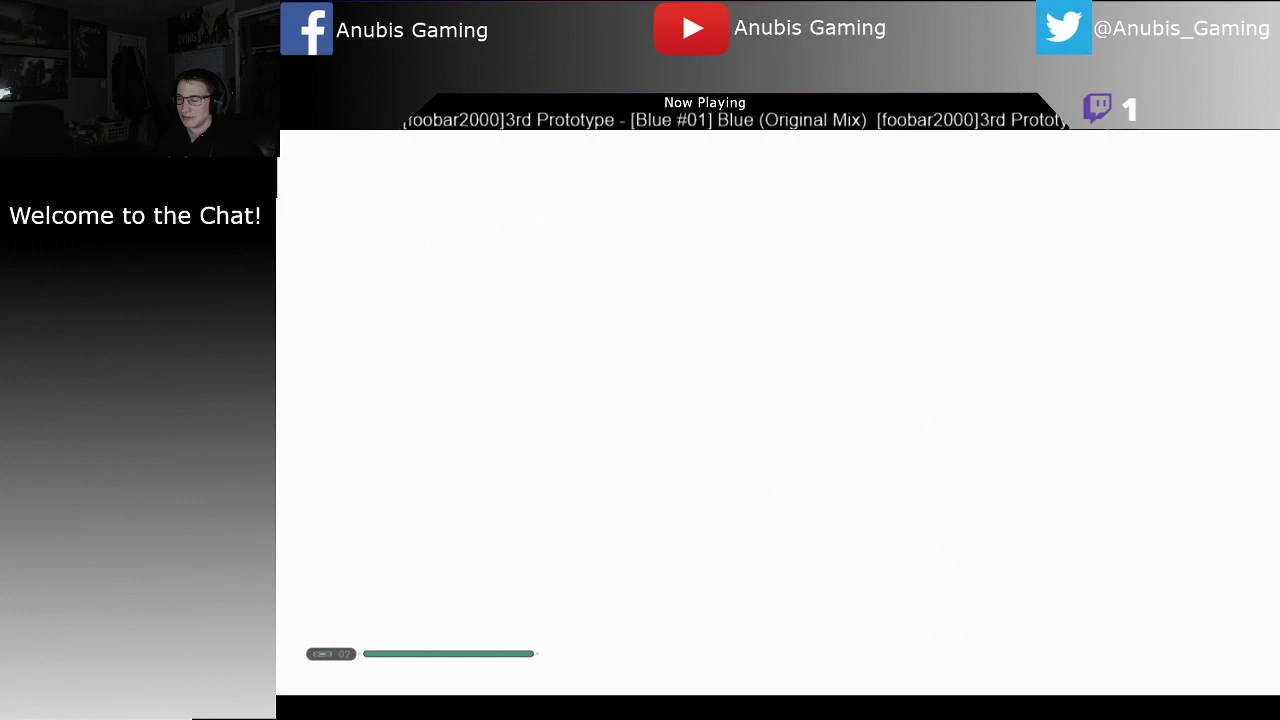 Anubis Gaming
Anubis Gaming
@Anubis_Gaming
Now Playing
[foobar2000]3rd Prototype - [Blue #01] Blue (Original Mix) [foobar2000]3rd Prototy
1
Welcome to the Chat!
02